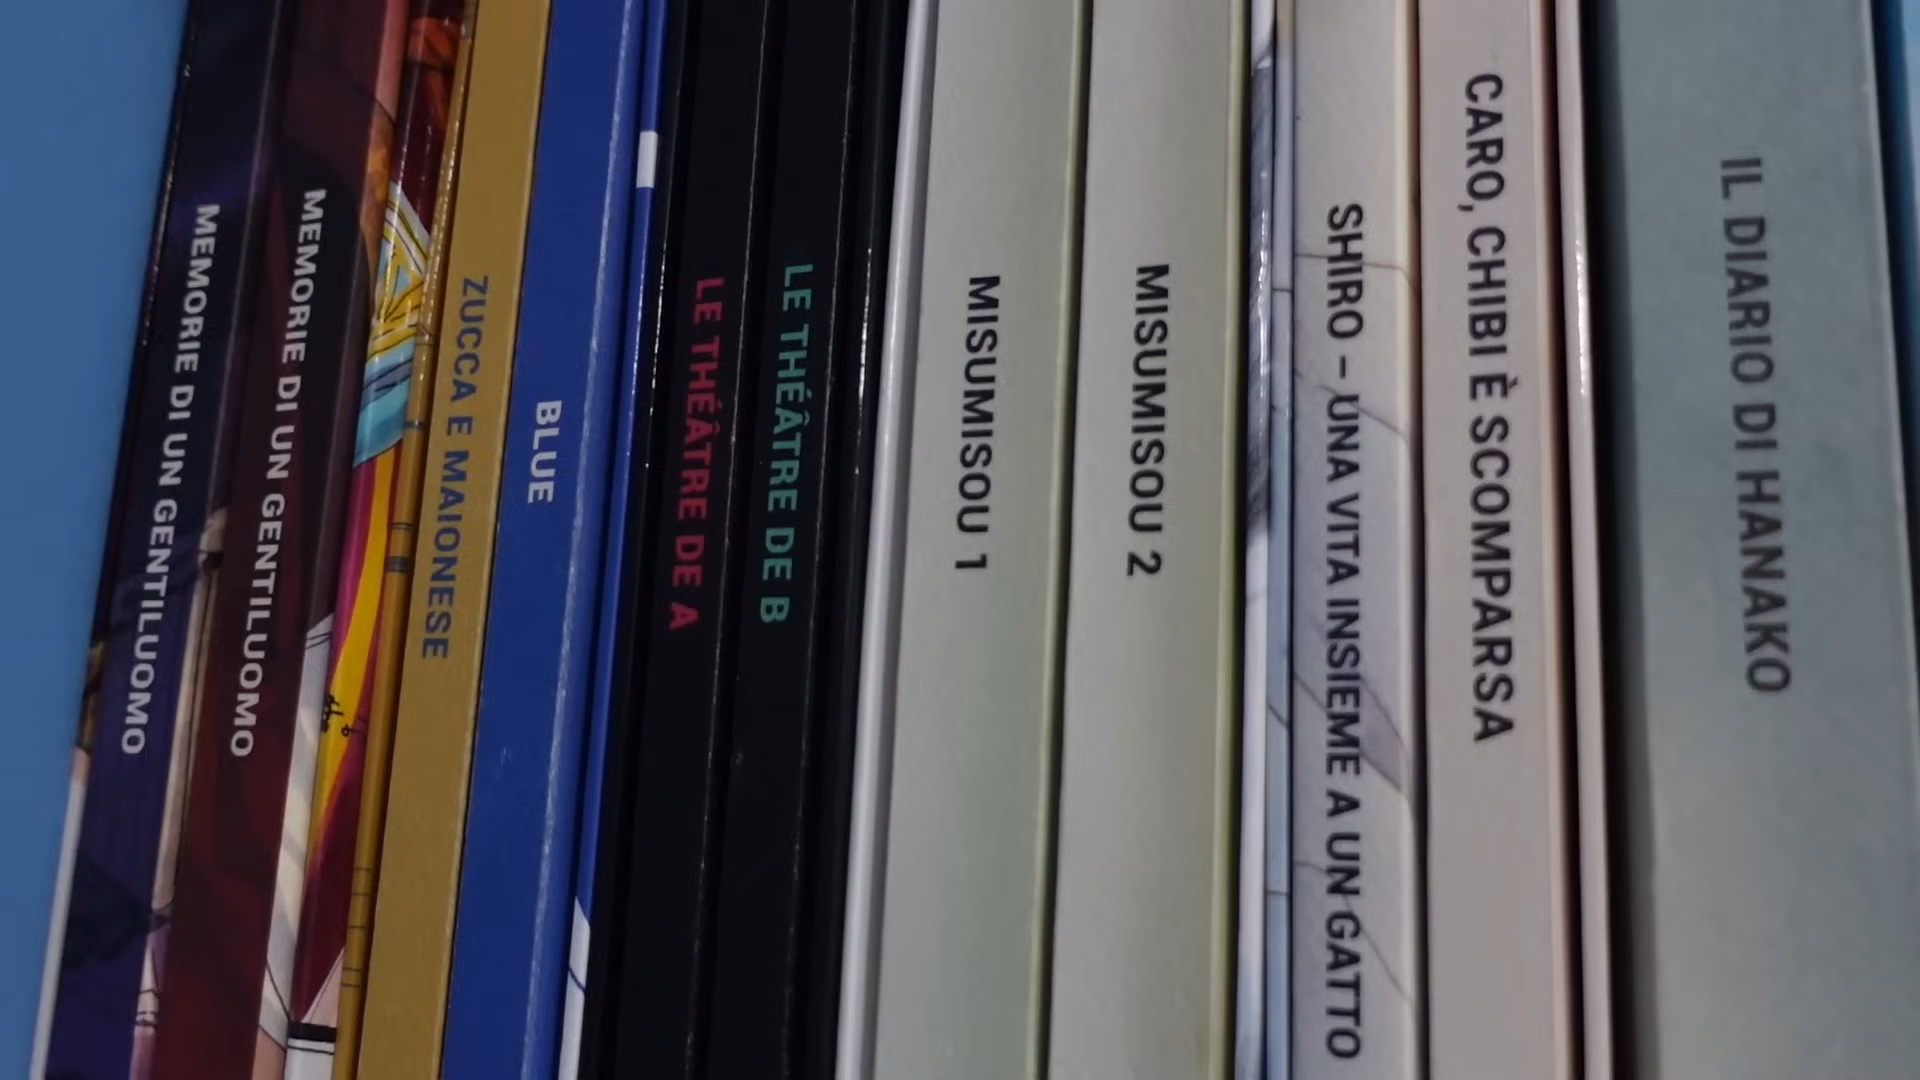 MEMORIE DI UN GENTILUOMO
MEMORIE DI UN GENTILUOMO
ZUCCA E MAIONESE
BLUE
LE THÉÂTRE DE A
LE THÉÂTRE DE B
MISUMISOU 1
MISUMISOU 2
SHIRO – UNA VITA INSIEME A UN GATTO
CARO, CHIBI È SCOMPARSA
IL DIARIO DI HANAKO